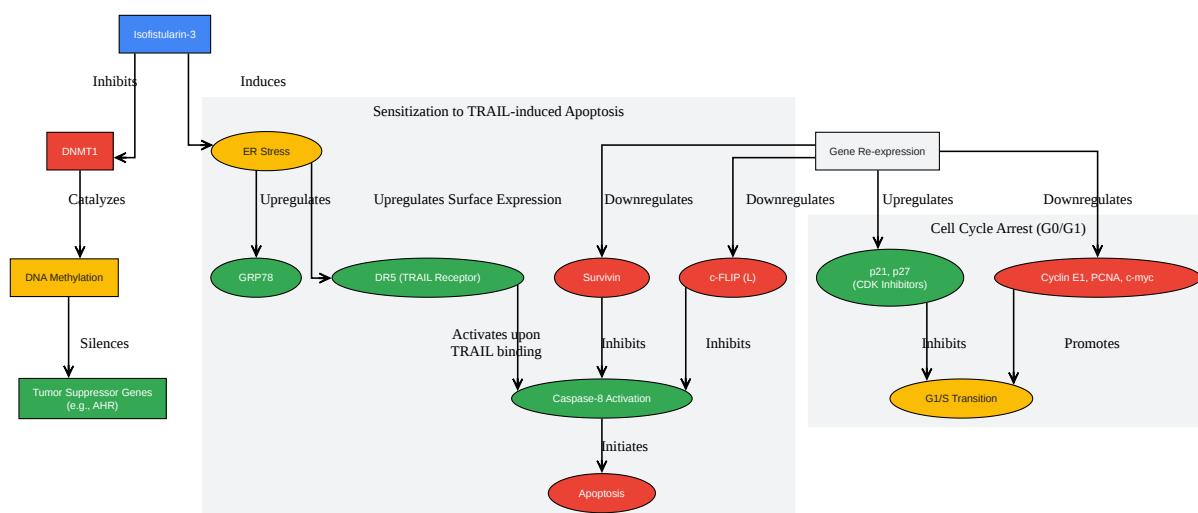 Isofistularin-3
Inhibits
Induces
Sensitization to TRAIL-induced Apoptosis
DNMT1
ER Stress
Gene Re-expression
Catalyzes
Upregulates
Upregulates Surface Expression
Downregulates
Downregulates
Upregulates
Downregulates
Cell Cycle Arrest (G0/G1)
DNA Methylation
GRP78
DR5 (TRAIL Receptor)
Survivin
c-FLIP (L)
p21, p27
(CDK Inhibitors)
Cyclin E1, PCNA, c-myc
Silences
Activates upon
TRAIL binding
Inhibits
Inhibits
Inhibits
Promotes
Tumor Suppressor Genes
(e.g., AHR)
Caspase-8 Activation
G1/S Transition
Initiates
Apoptosis